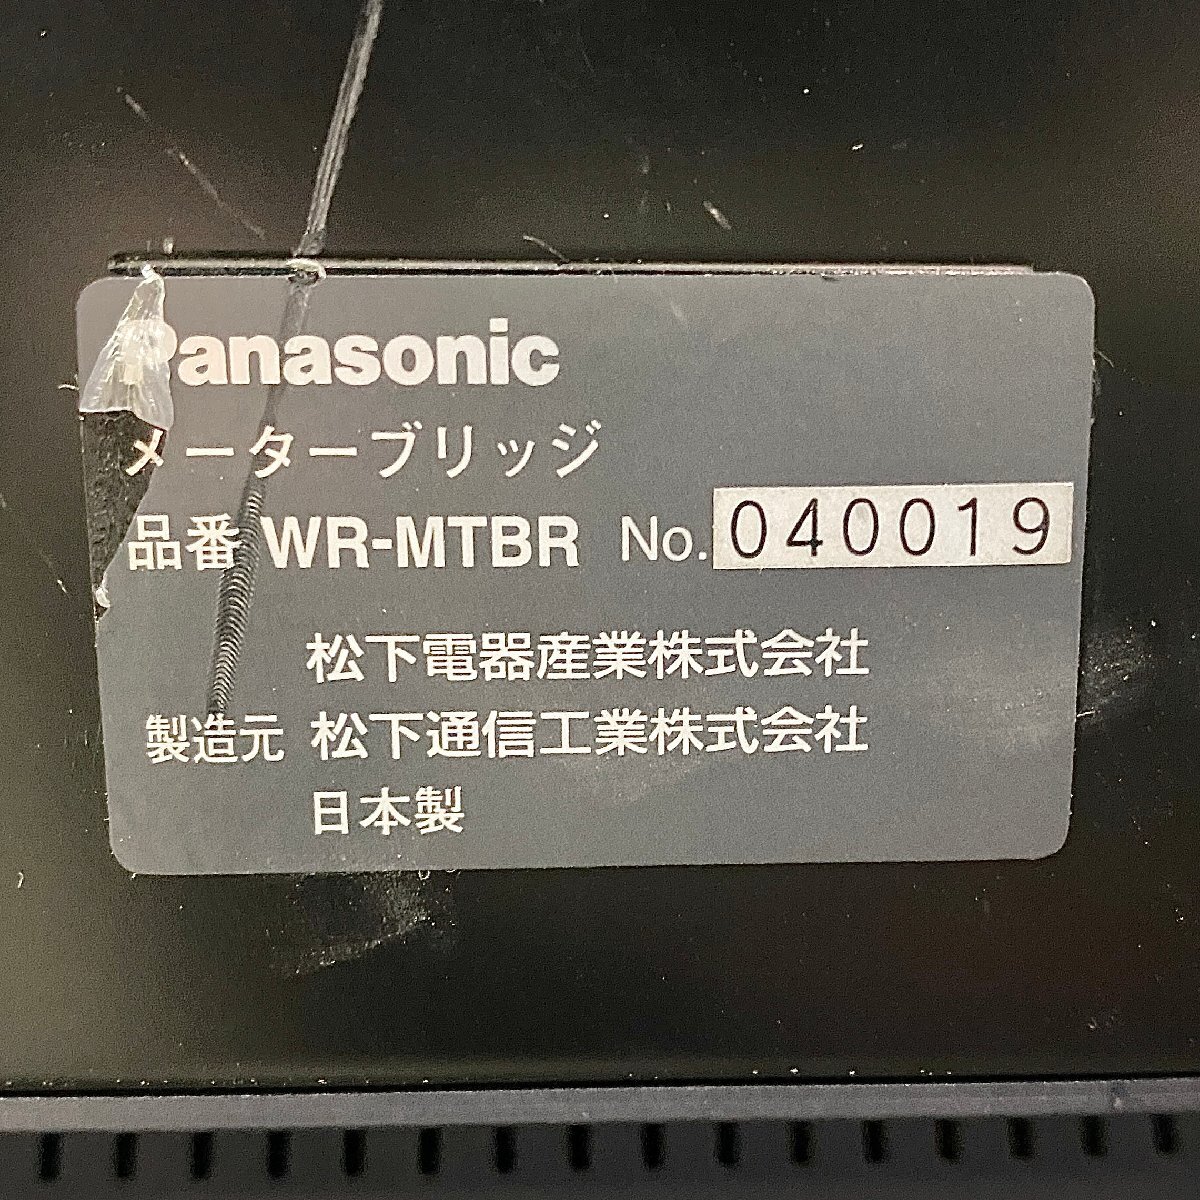 Panasonic
メーターブリッジ
品番 WR-MTBR No. 040019
松下電器産業株式会社
製造元 松下通信工業株式会社
日本製